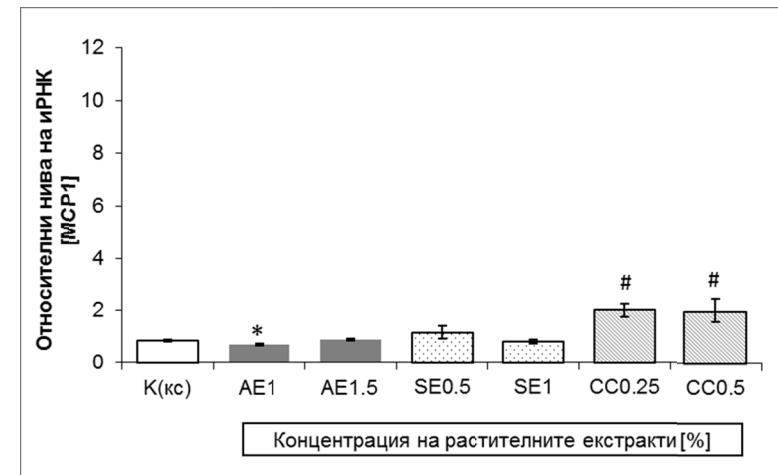 Относителни нива на иРНК
[MCP1]
12
10
8
6
4
2
0
*
#
#
К(кс)
AE1
AE1.5
SE0.5
SE1
CC0.25
CC0.5
Концентрация на растителните екстракти [%]